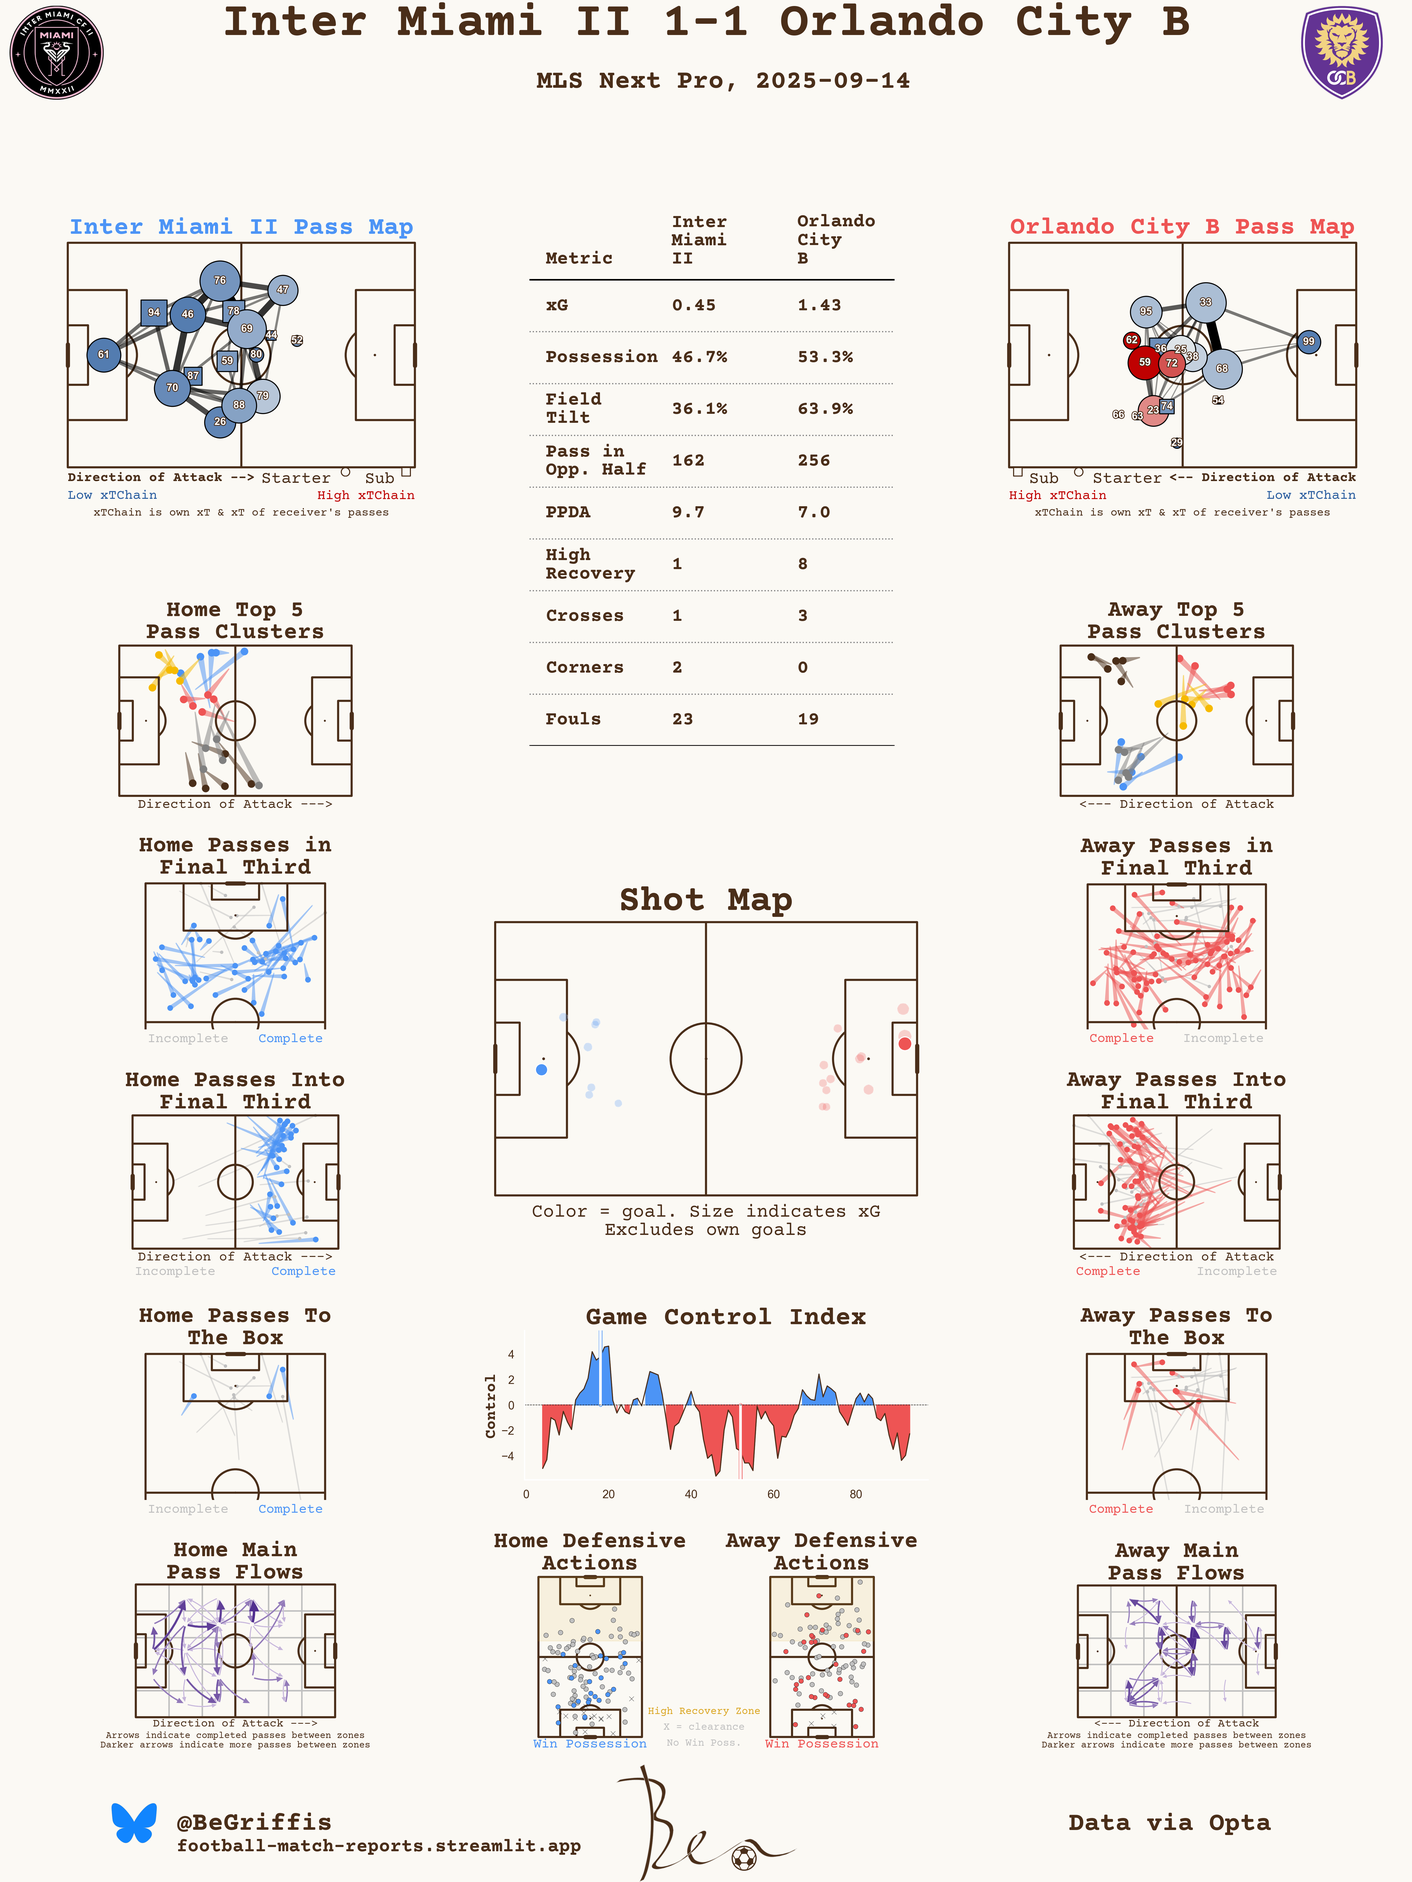 Inter Miami II 1-1 Orlando City B
MLS Next Pro, 2025-09-14
INTER MIAMI CF II
MIAMI
MMXXII
OCB
Inter Miami II Pass Map
76
47
94
46
78
69
44
52
61
59
80
87
70
79
88
26
Direction of Attack --> Starter Sub
Low xTChain High xTChain
xTChain is own xT & xT of receiver's passes
Metric Inter Miami II Orlando City B
xG 0.45 1.43
Possession 46.7% 53.3%
Field Tilt 36.1% 63.9%
Pass in Opp. Half 162 256
PPDA 9.7 7.0
High Recovery 1 8
Crosses 1 3
Corners 2 0
Fouls 23 19
Orlando City B Pass Map
33
95
62
36
25
38
99
59
72
68
54
66
63
23
74
29
Sub Starter <-- Direction of Attack
High xTChain Low xTChain
xTChain is own xT & xT of receiver's passes
Home Top 5
Pass Clusters
Direction of Attack --->
Away Top 5
Pass Clusters
<--- Direction of Attack
Home Passes in
Final Third
Incomplete Complete
Away Passes in
Final Third
Complete Incomplete
Shot Map
Color = goal. Size indicates xG
Excludes own goals
Home Passes Into
Final Third
Direction of Attack --->
Incomplete Complete
Away Passes Into
Final Third
<--- Direction of Attack
Complete Incomplete
Home Passes To
The Box
Incomplete Complete
Game Control Index
Control
4
2
0
−2
−4
0 20 40 60 80
Away Passes To
The Box
Complete Incomplete
Home Main
Pass Flows
Direction of Attack --->
Arrows indicate completed passes between zones
Darker arrows indicate more passes between zones
Home Defensive
Actions
Win Possession
Away Defensive
Actions
Win Possession
High Recovery Zone
X = clearance
No Win Poss.
Away Main
Pass Flows
<--- Direction of Attack
Arrows indicate completed passes between zones
Darker arrows indicate more passes between zones
@BeGriffis
football-match-reports.streamlit.app
Ben
Data via Opta